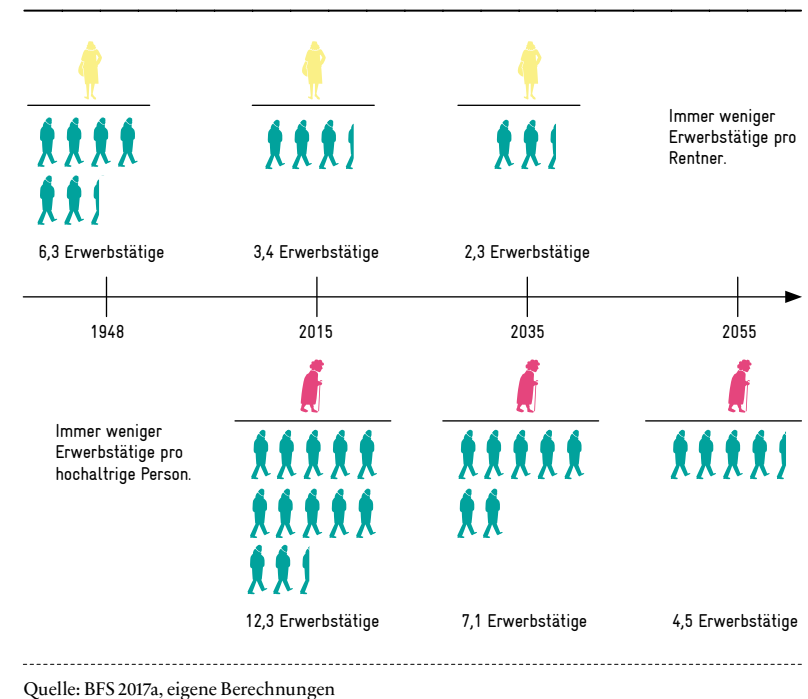 Immer weniger
Erwerbstätige pro
Rentner.
6,3 Erwerbstätige
3,4 Erwerbstätige
2,3 Erwerbstätige
1948
2015
2035
2055
Immer weniger
Erwerbstätige pro
hochaltrige Person.
12,3 Erwerbstätige
7,1 Erwerbstätige
4,5 Erwerbstätige
Quelle: BFS 2017a, eigene Berechnungen